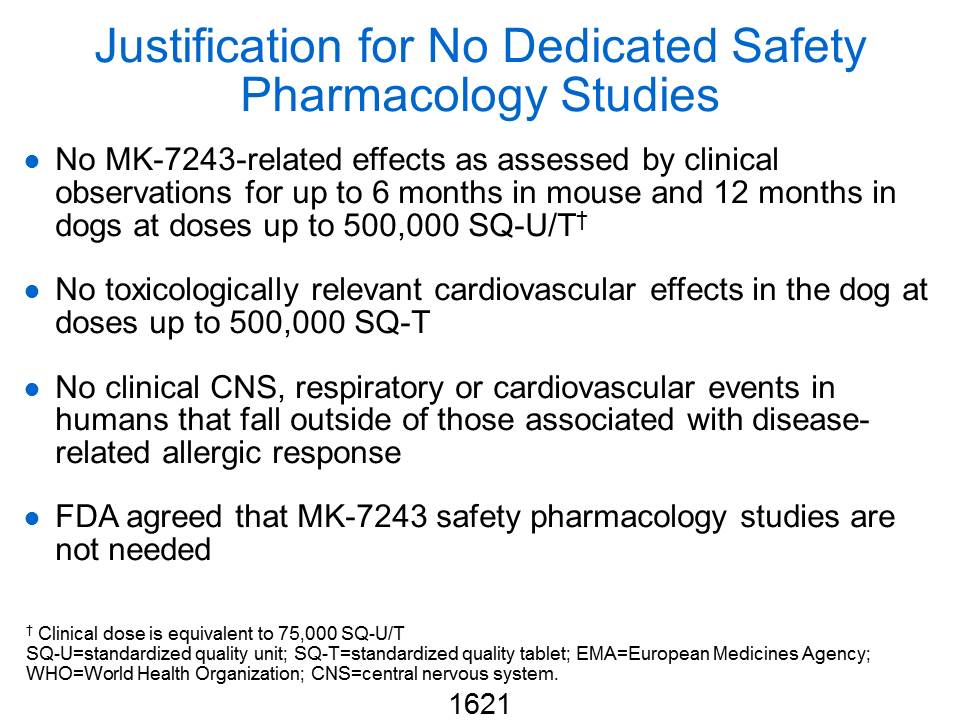 Justification for No Dedicated Safety
Pharmacology Studies
● No MK-7243-related effects as assessed by clinical
observations for up to 6 months in mouse and 12 months in
dogs at doses up to 500,000 SQ-U/T†
● No toxicologically relevant cardiovascular effects in the dog at
doses up to 500,000 SQ-T
● No clinical CNS, respiratory or cardiovascular events in
humans that fall outside of those associated with disease-
related allergic response
● FDA agreed that MK-7243 safety pharmacology studies are
not needed
† Clinical dose is equivalent to 75,000 SQ-U/T
SQ-U=standardized quality unit; SQ-T=standardized quality tablet; EMA=European Medicines Agency;
WHO=World Health Organization; CNS=central nervous system.
1621